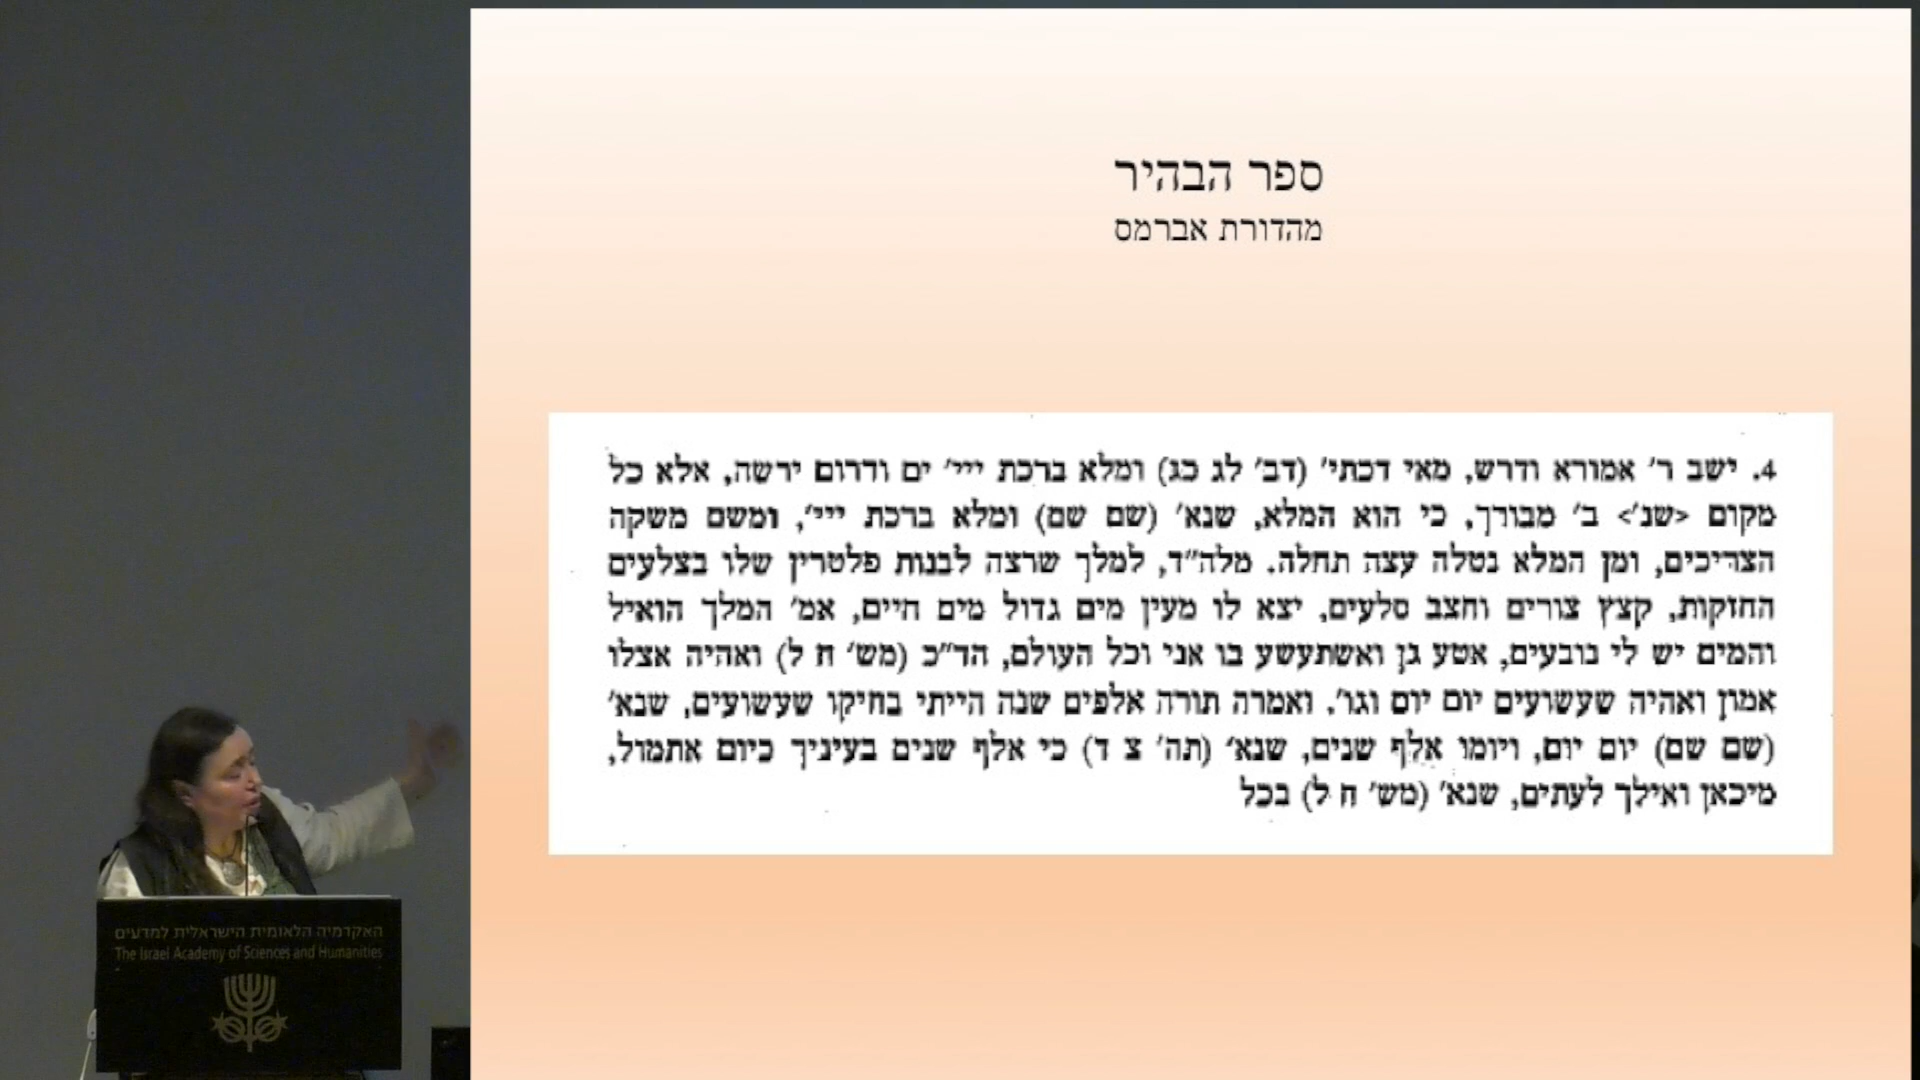 ספר הבהיר
מהדורת אברמס
4. ישב ר' אמורא ודרש, מאי דכתי' (דב' לג כג) ומלא ברכת ייי' ים ודרום ירשה, אלא כל
מקום <שנ'> ב' מבורך, כי הוא המלא, שנא' (שם שם) ומלא ברכת ייי', ומשם משקה
הצריכים, ומן המלא נטלה עצה תחלה. מלה"ד, למלך שרצה לבנות פלטרין שלו בצלעים
החזקות, קצץ צורים וחצב סלעים, יצא לו מעין מים גדול מים חיים, אמ' המלך הואיל
והמים יש לי נובעים, אטע גן ואשתעשע בו אני וכל העולם, הד"כ (מש' ח ל) ואהיה אצלו
אמון ואהיה שעשועים יום יום וגו'. ואמרה תורה אלפים שנה הייתי בחיקו שעשועים, שנא'
(שם שם) יום יום, ויומו אלף שנים, שנא' (תה' צ ד) כי אלף שנים בעיניך כיום אתמול,
מיכאן ואילך לעתים, שנא' (מש' ח ל) בכל
האקדמיה הלאומית הישראלית למדעים
The Israel Academy of Sciences and Humanities